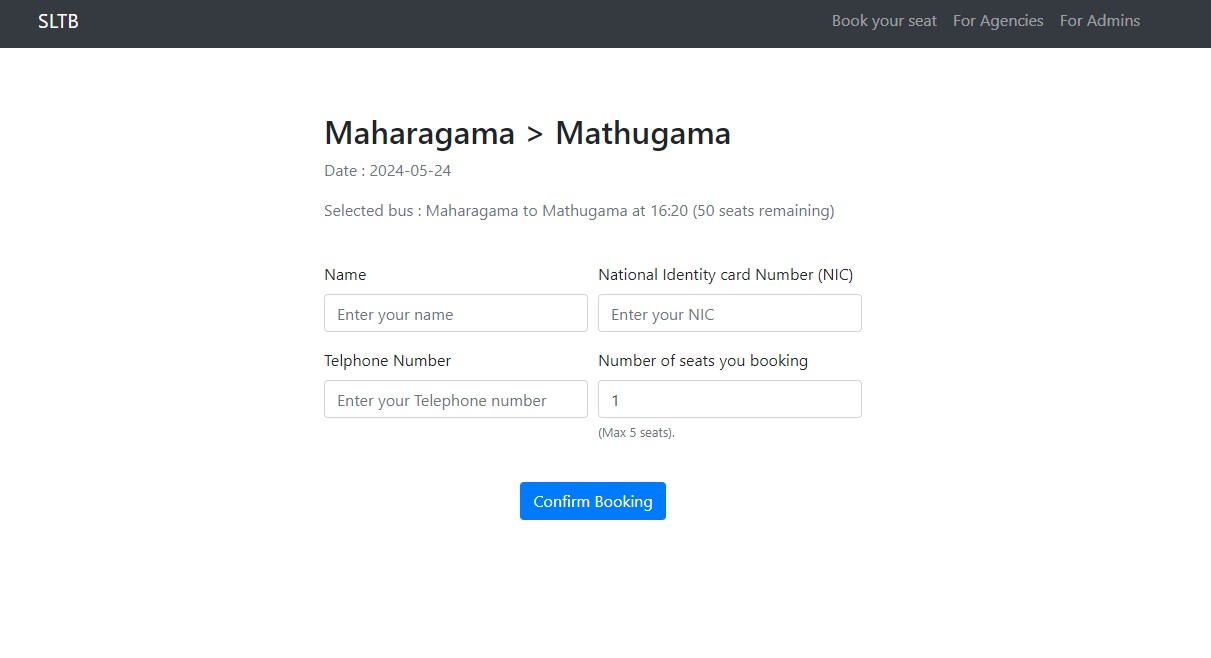 SLTB Book your seat For Agencies For Admins
Maharagama > Mathugama
Date : 2024-05-24
Selected bus : Maharagama to Mathugama at 16:20 (50 seats remaining)
Name National Identity card Number (NIC)
Enter your name Enter your NIC
Telphone Number Number of seats you booking
Enter your Telephone number 1
(Max 5 seats).
Confirm Booking